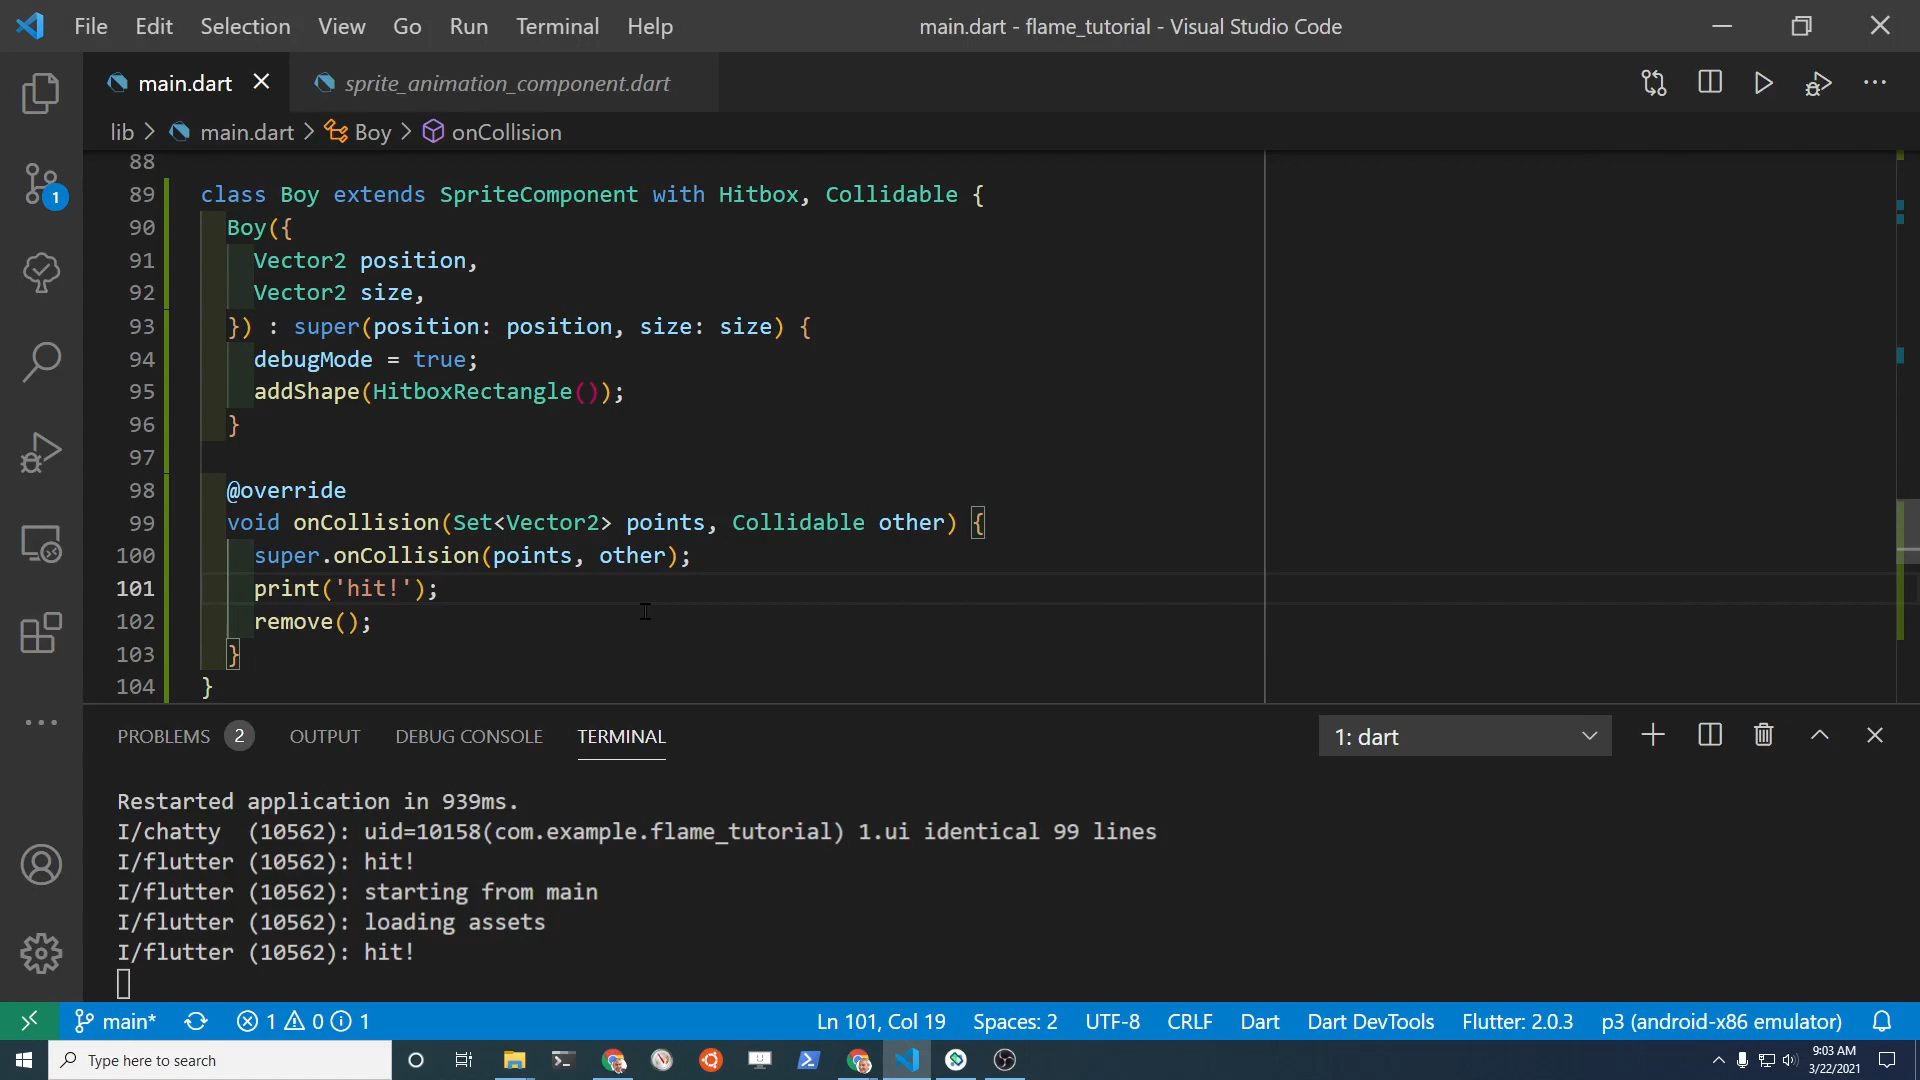 File Edit Selection View Go Run Terminal Help main.dart - flame_tutorial - Visual Studio Code
main.dart sprite_animation_component.dart
lib > main.dart > Boy > onCollision
88
89 class Boy extends SpriteComponent with Hitbox, Collidable {
90 Boy({
91 Vector2 position,
92 Vector2 size,
93 }) : super(position: position, size: size) {
94 debugMode = true;
95 addShape(HitboxRectangle());
96 }
97
98 @override
99 void onCollision(Set<Vector2> points, Collidable other) {
100 super.onCollision(points, other);
101 print('hit!');
102 remove();
103 }
104 }
1
PROBLEMS 2 OUTPUT DEBUG CONSOLE TERMINAL 1: dart
Restarted application in 939ms.
I/chatty  (10562): uid=10158(com.example.flame_tutorial) 1.ui identical 99 lines
I/flutter (10562): hit!
I/flutter (10562): starting from main
I/flutter (10562): loading assets
I/flutter (10562): hit!
main* 1 0 1 Ln 101, Col 19 Spaces: 2 UTF-8 CRLF Dart Dart DevTools Flutter: 2.0.3 p3 (android-x86 emulator)
Type here to search
9:03 AM
3/22/2021